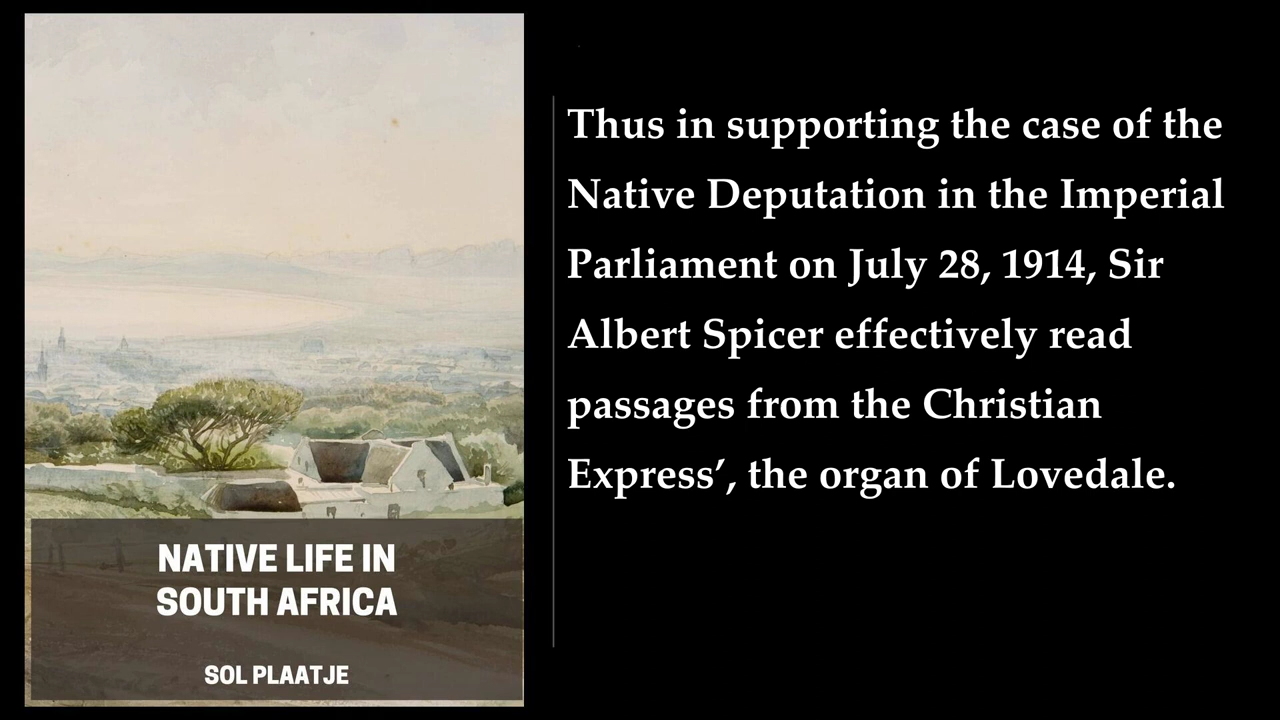 NATIVE LIFE IN
SOUTH AFRICA
SOL PLAATJE
Thus in supporting the case of the
Native Deputation in the Imperial
Parliament on July 28, 1914, Sir
Albert Spicer effectively read
passages from the Christian
Express’, the organ of Lovedale.